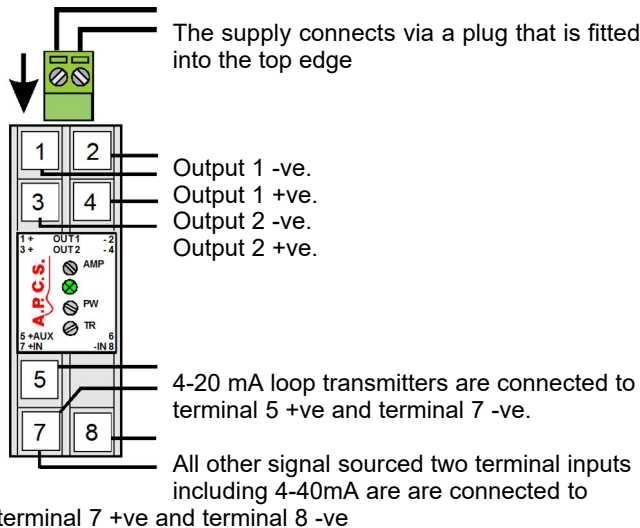 The supply connects via a plug that is fitted
into the top edge
1 2
Output 1 -ve.
Output 1 +ve.
3 4
Output 2 -ve.
Output 2 +ve.
1 + OUT1 - 2
3 + OUT2 - 4
A.P.C.S.
AMP
PW
TR
5 +AUX 6
7 +IN -IN 8
5
4-20 mA loop transmitters are connected to
terminal 5 +ve and terminal 7 -ve.
7 8
All other signal sourced two terminal inputs
including 4-40mA are are connected to
terminal 7 +ve and terminal 8 -ve